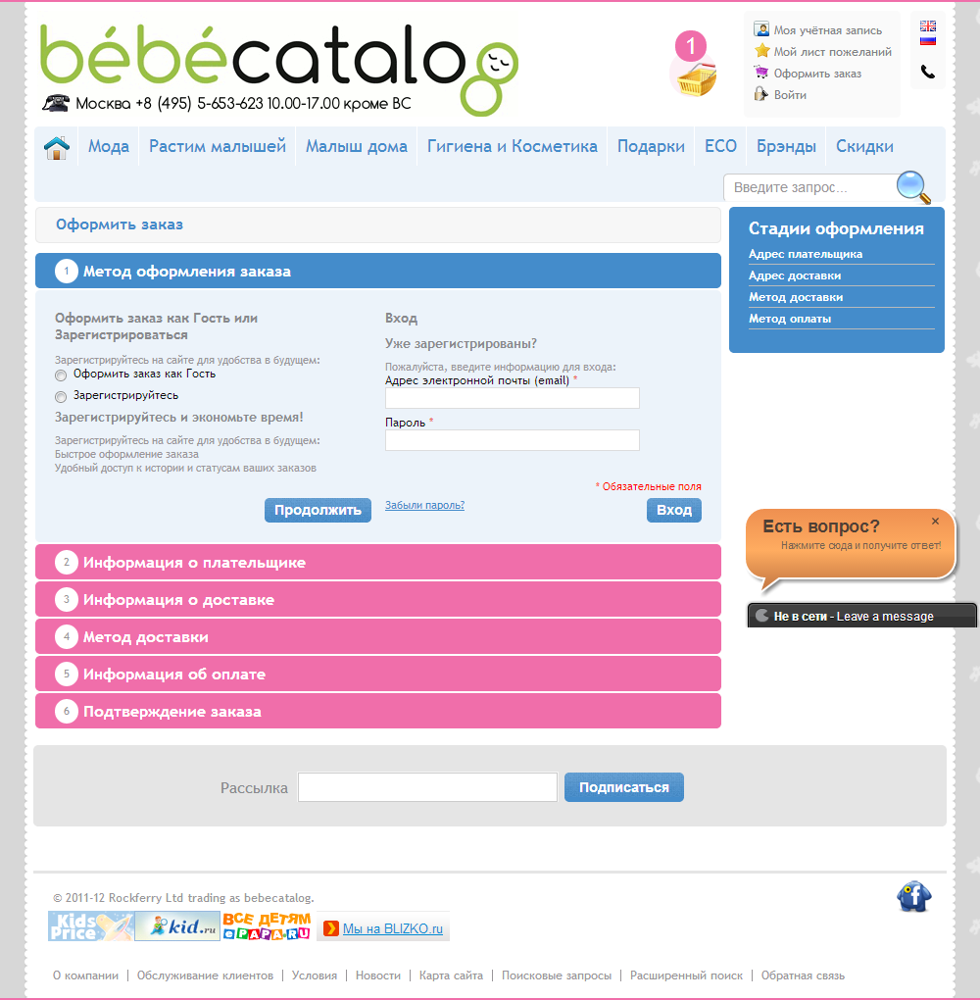 bébécatalog
Москва +8 (495) 5-653-623 10.00-17.00 кроме ВС
1
Моя учётная запись
Мой лист пожеланий
Оформить заказ
Войти
Мода
Растим малышей
Малыш дома
Гигиена и Косметика
Подарки
ECO
Брэнды
Скидки
Введите запрос...
Оформить заказ
1 Метод оформления заказа
Оформить заказ как Гость или
Зарегистрироваться
Зарегистрируйтесь на сайте для удобства в будущем:
Оформить заказ как Гость
Зарегистрируйтесь
Зарегистрируйтесь и экономьте время!
Зарегистрируйтесь на сайте для удобства в будущем:
Быстрое оформление заказа
Удобный доступ к истории и статусам ваших заказов
Продолжить
Вход
Уже зарегистрированы?
Пожалуйста, введите информацию для входа:
Адрес электронной почты (email) *
Пароль *
* Обязательные поля
Забыли пароль?
Вход
2 Информация о плательщике
3 Информация о доставке
4 Метод доставки
5 Информация об оплате
6 Подтверждение заказа
Стадии оформления
Адрес плательщика
Адрес доставки
Метод доставки
Метод оплаты
Есть вопрос? ×
Нажмите сюда и получите ответ!
Не в сети - Leave a message
Рассылка
Подписаться
© 2011-12 Rockferry Ltd trading as bebecatalog.
f
Kids
Price
kid.ru
ВСЕ ДЕТЯМ
@PAPA.RU
Мы на BLIZKO.ru
О компании | Обслуживание клиентов | Условия | Новости | Карта сайта | Поисковые запросы | Расширенный поиск | Обратная связь